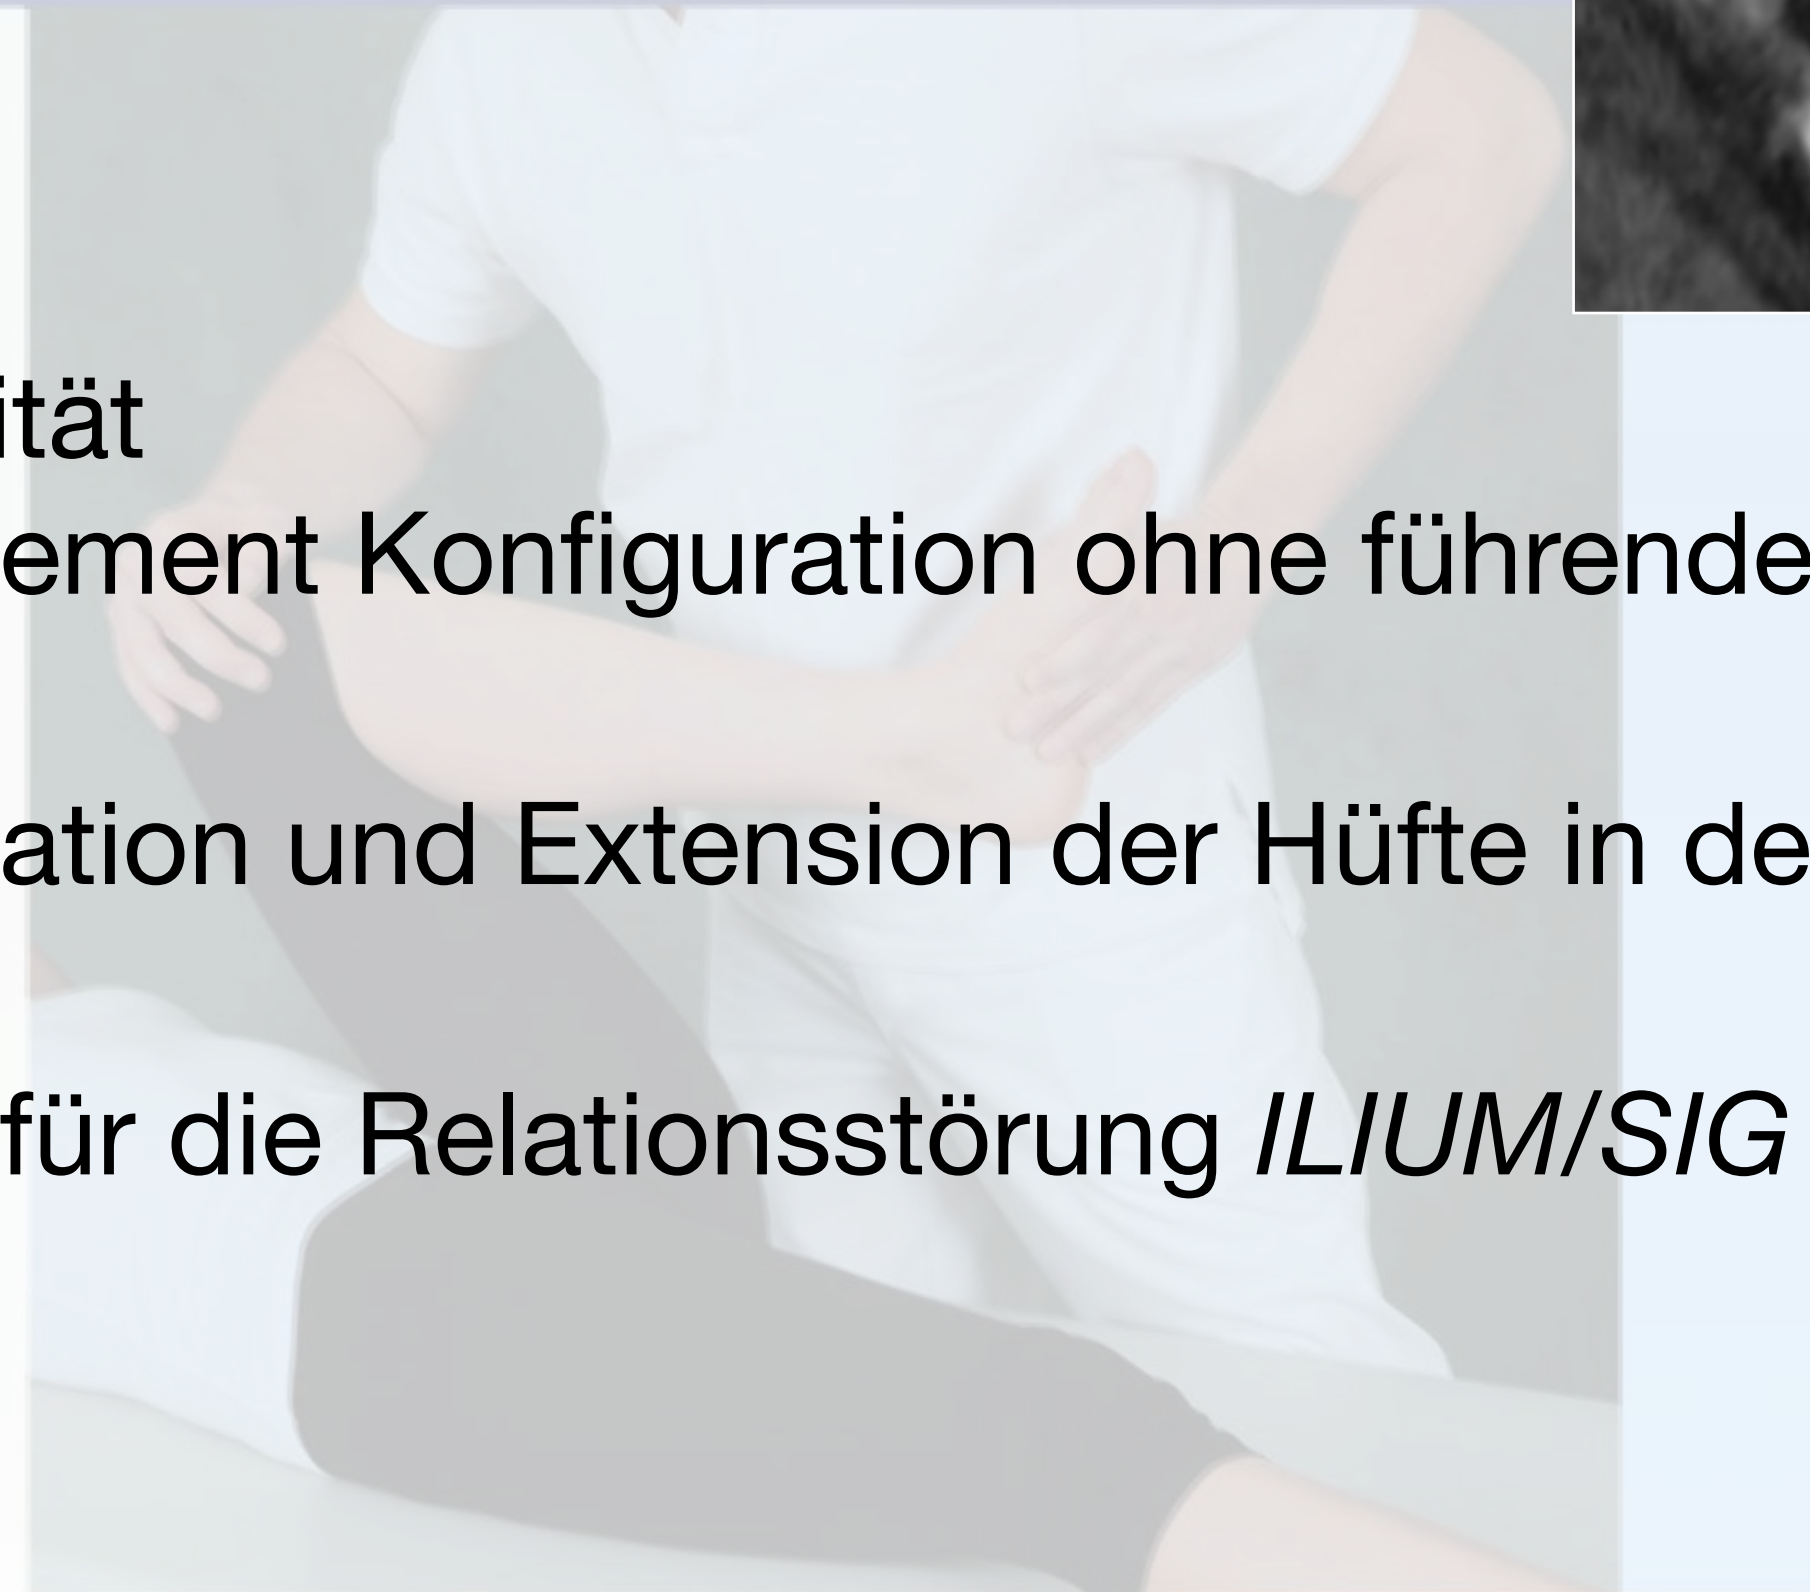 ität
ement Konfiguration ohne führende
ation und Extension der Hüfte in de
für die Relationsstörung ILIUM/SIG